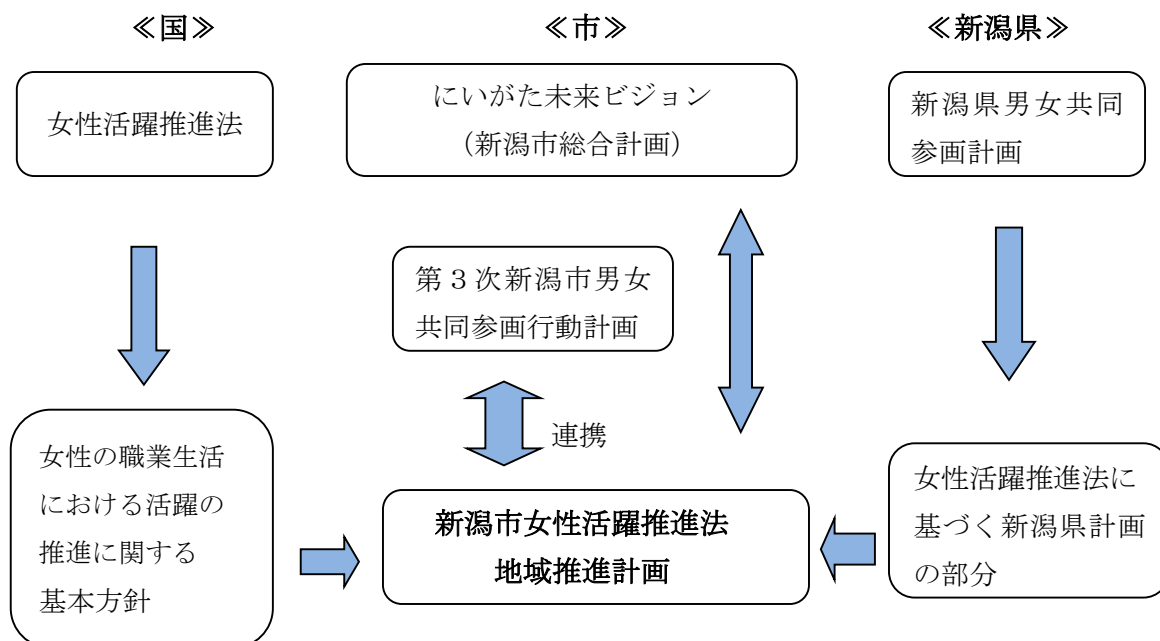 ≪国≫
≪市≫
≪新潟県≫
女性活躍推進法
にいがた未来ビジョン
（新潟市総合計画）
新潟県男女共同
参画計画
第３次新潟市男女
共同参画行動計画
連携
女性の職業生活
における活躍の
推進に関する
基本方針
新潟市女性活躍推進法
地域推進計画
女性活躍推進法に
基づく新潟県計画
の部分